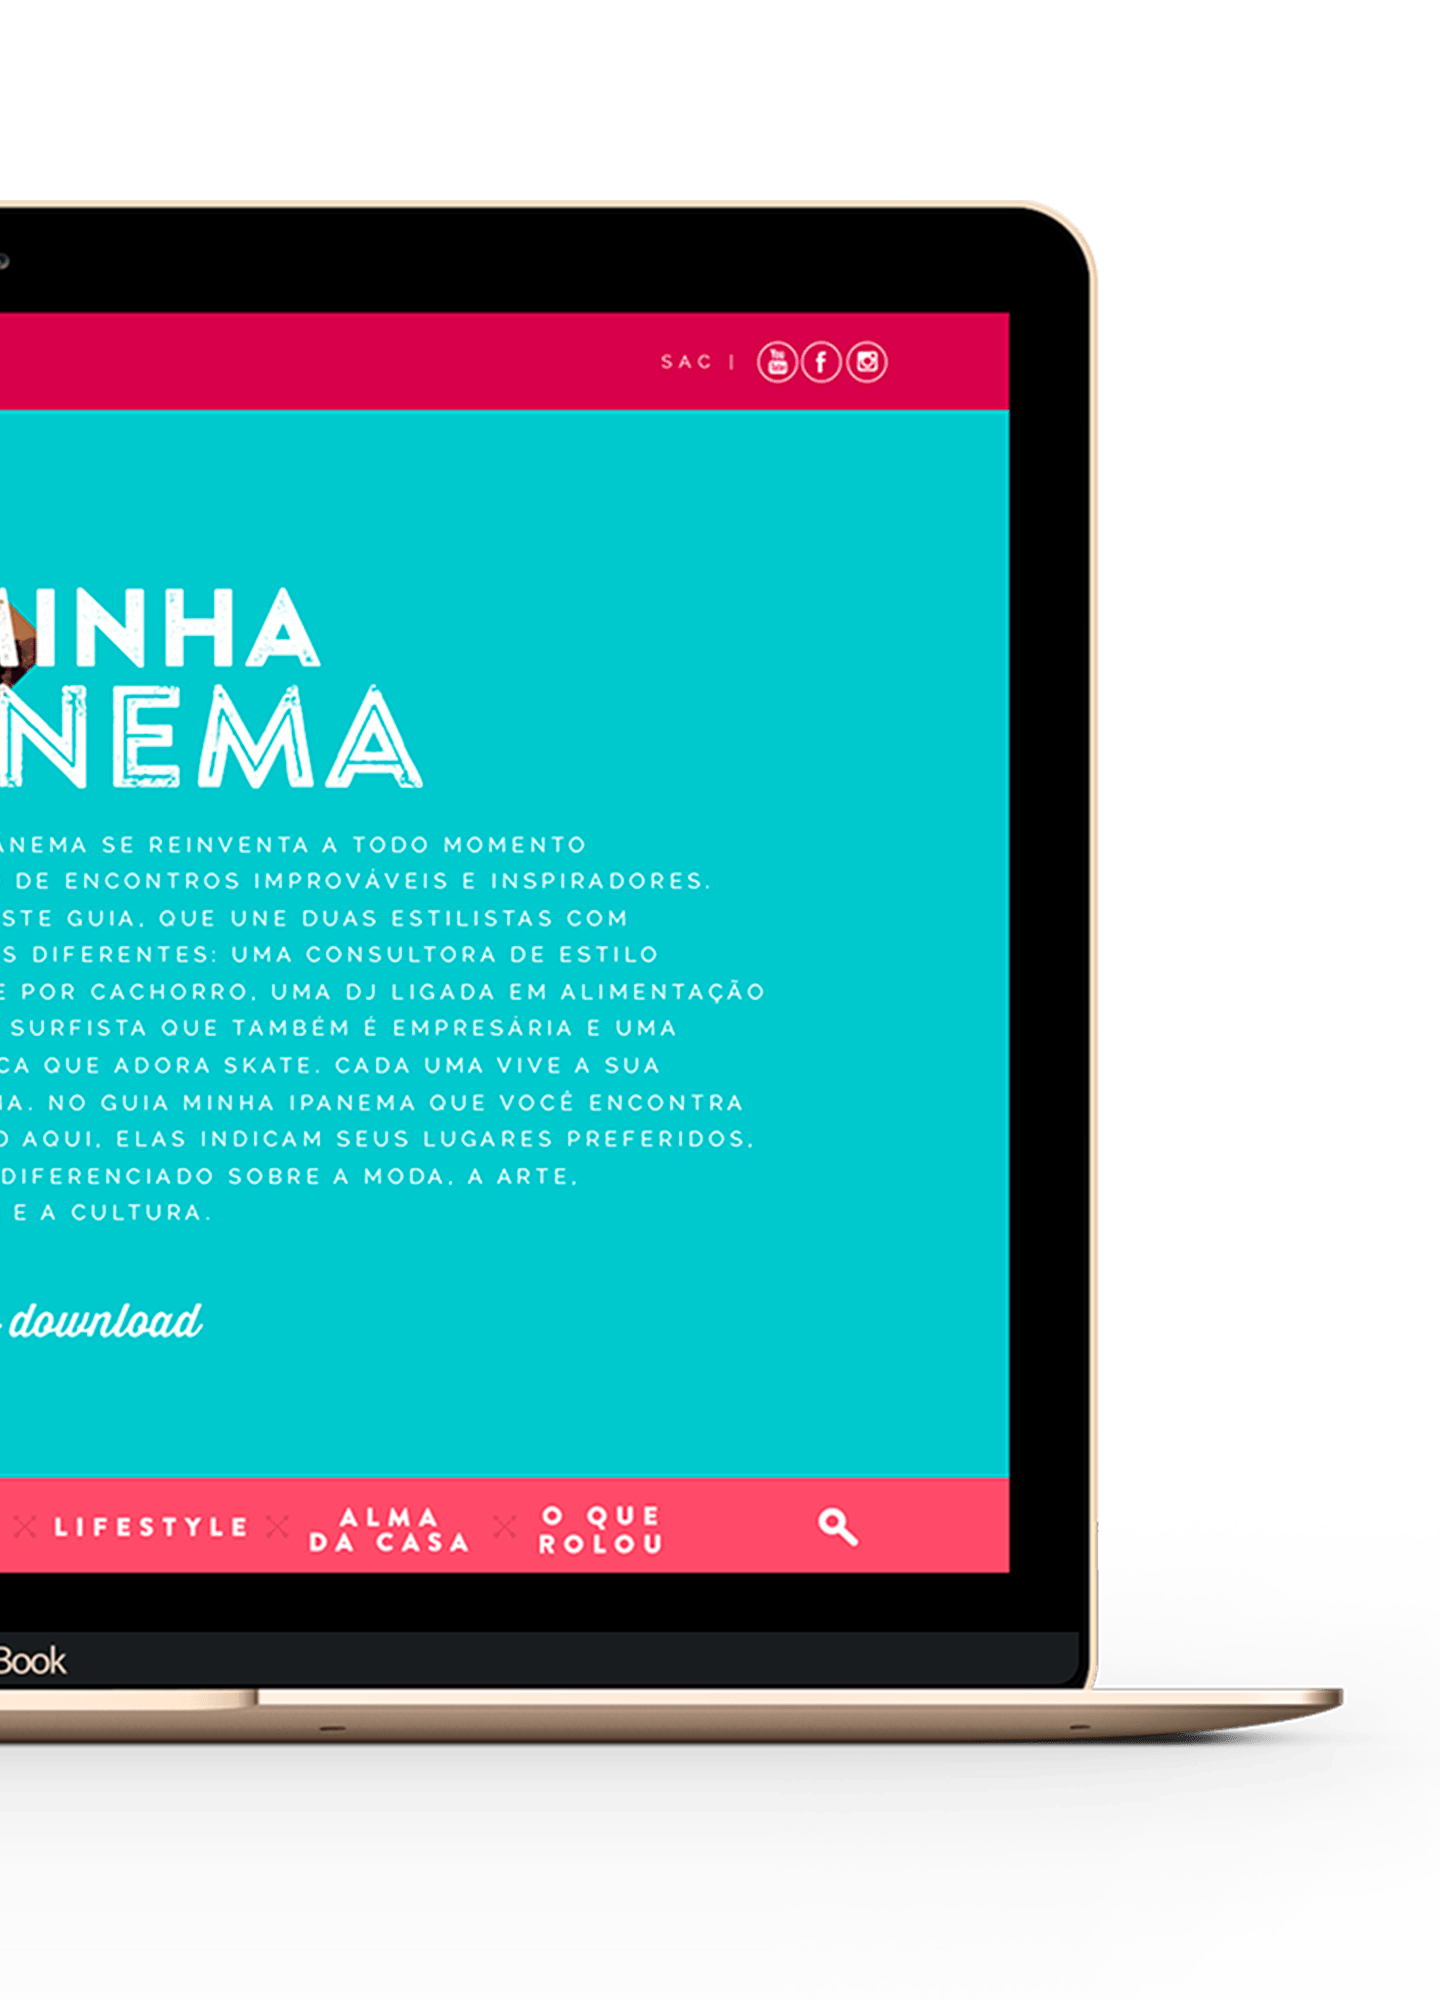 SAC |
MINHA
NEMA
ANEMA SE REINVENTA A TODO MOMENTO
DE ENCONTROS IMPROVÁVEIS E INSPIRADORES.
STE GUIA, QUE UNE DUAS ESTILISTAS COM
S DIFERENTES: UMA CONSULTORA DE ESTILO
E POR CACHORRO, UMA DJ LIGADA EM ALIMENTAÇÃO
SURFISTA QUE TAMBÉM É EMPRESÁRIA E UMA
CA QUE ADORA SKATE. CADA UMA VIVE A SUA
MA. NO GUIA MINHA IPANEMA QUE VOCÊ ENCONTRA
O AQUI, ELAS INDICAM SEUS LUGARES PREFERIDOS,
DIFERENCIADO SOBRE A MODA, A ARTE,
E A CULTURA.
download
LIFESTYLE
ALMA
DA CASA
O QUE
ROLOU
Book